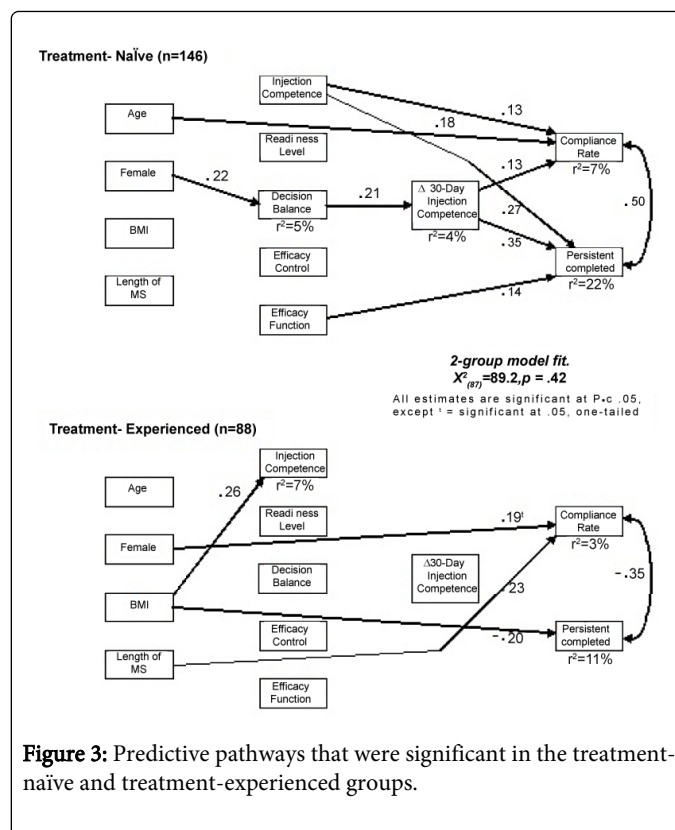 Treatment- NaÏve (n=146)
Injection
Competence
.13
Age
.18
Compliance
Rate
r²=7%
Readi ness
Level
.13
Female
.22
Decision
Balance
r²=5%
.21
Δ 30-Day
Injection
Competence
r²=4%
.27
.50
BMI
.35
Efficacy
Control
Persistent
completed
r²=22%
Length of
MS
Efficacy
Function
.14
2-group model fit.
X²(87)=89.2,p = .42
All estimates are significant at P•c .05,
except ᵗ = significant at .05, one-tailed
Treatment- Experienced (n=88)
Injection
Competence
r²=7%
Age
.26
Readi ness
Level
.19ᵗ
Compliance
Rate
r²=3%
Female
Decision
Balance
Δ30-Day
Injection
Competence
.23
-.35
BMI
Efficacy
Control
-.20
Persistent
completed
r²=11%
Length of
MS
Efficacy
Function
Figure 3: Predictive pathways that were significant in the treatment-
naïve and treatment-experienced groups.